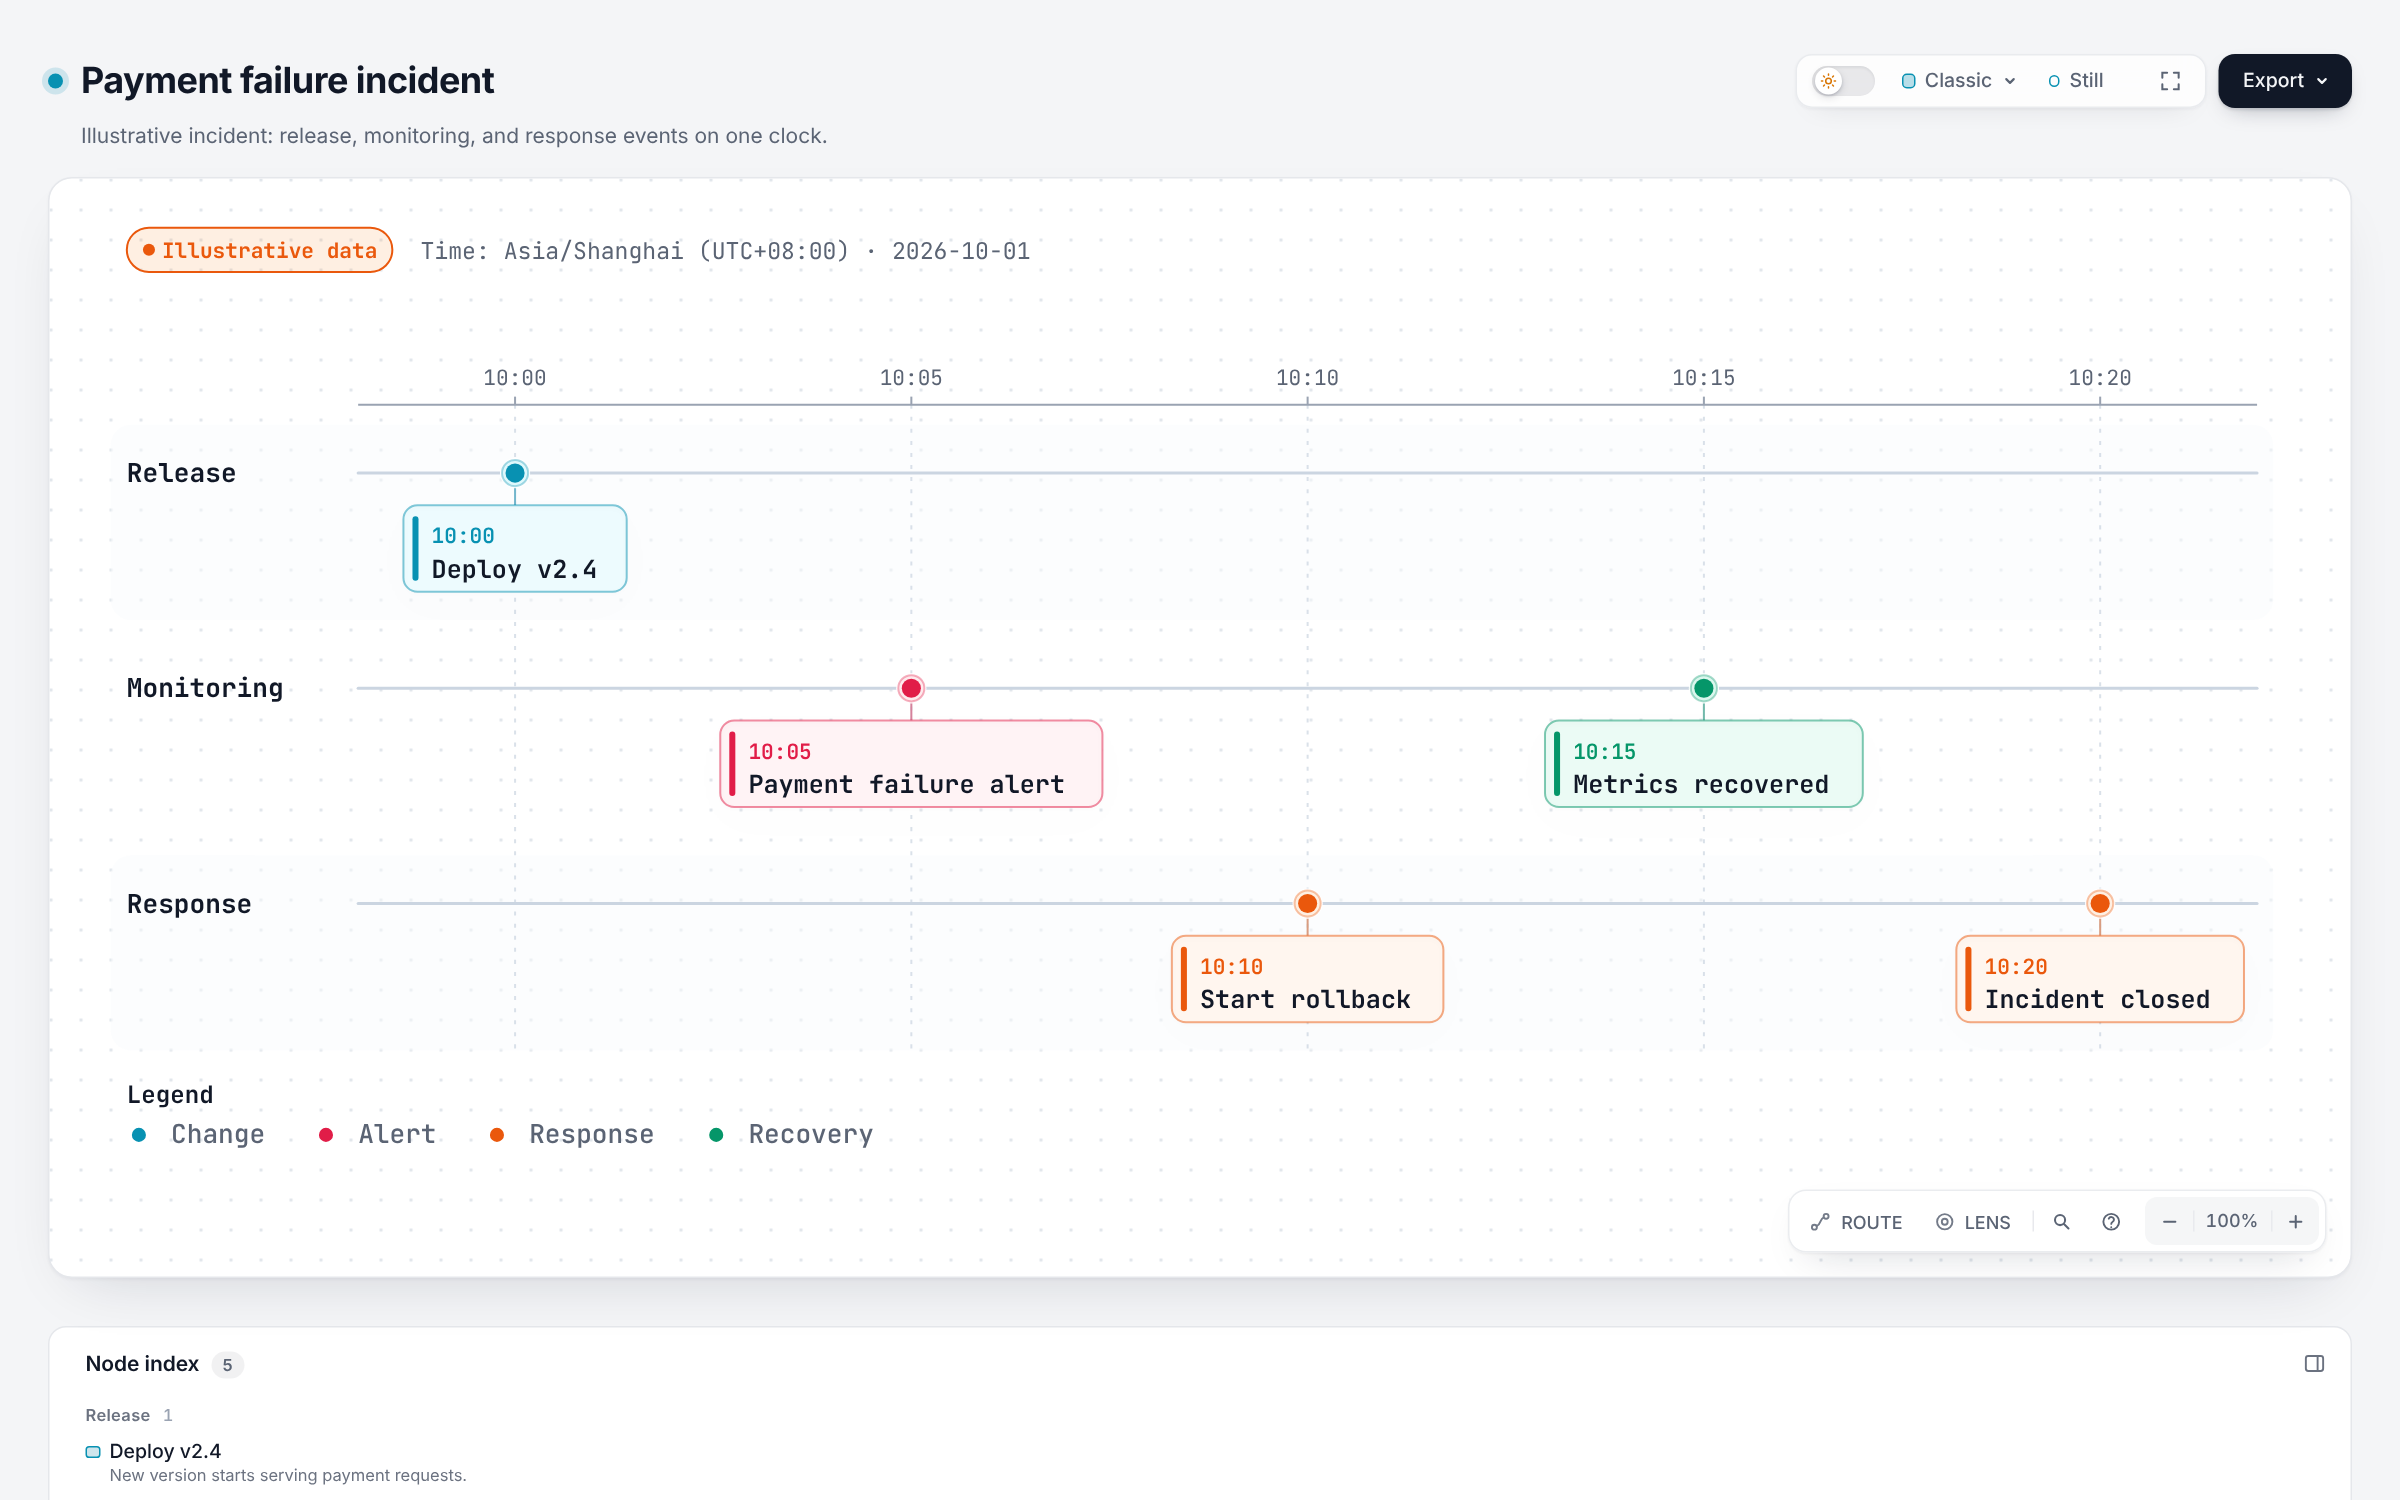 Payment failure incident
Classic
Still
Export
Illustrative incident: release, monitoring, and response events on one clock.
Illustrative data
Time: Asia/Shanghai (UTC+08:00) · 2026-10-01
10:00 10:05 10:10 10:15 10:20
Release
10:00
Deploy v2.4
Monitoring
10:05
Payment failure alert
10:15
Metrics recovered
Response
10:10
Start rollback
10:20
Incident closed
Legend
Change Alert Response Recovery
ROUTE LENS 100%
Node index 5
Release 1
Deploy v2.4
New version starts serving payment requests.